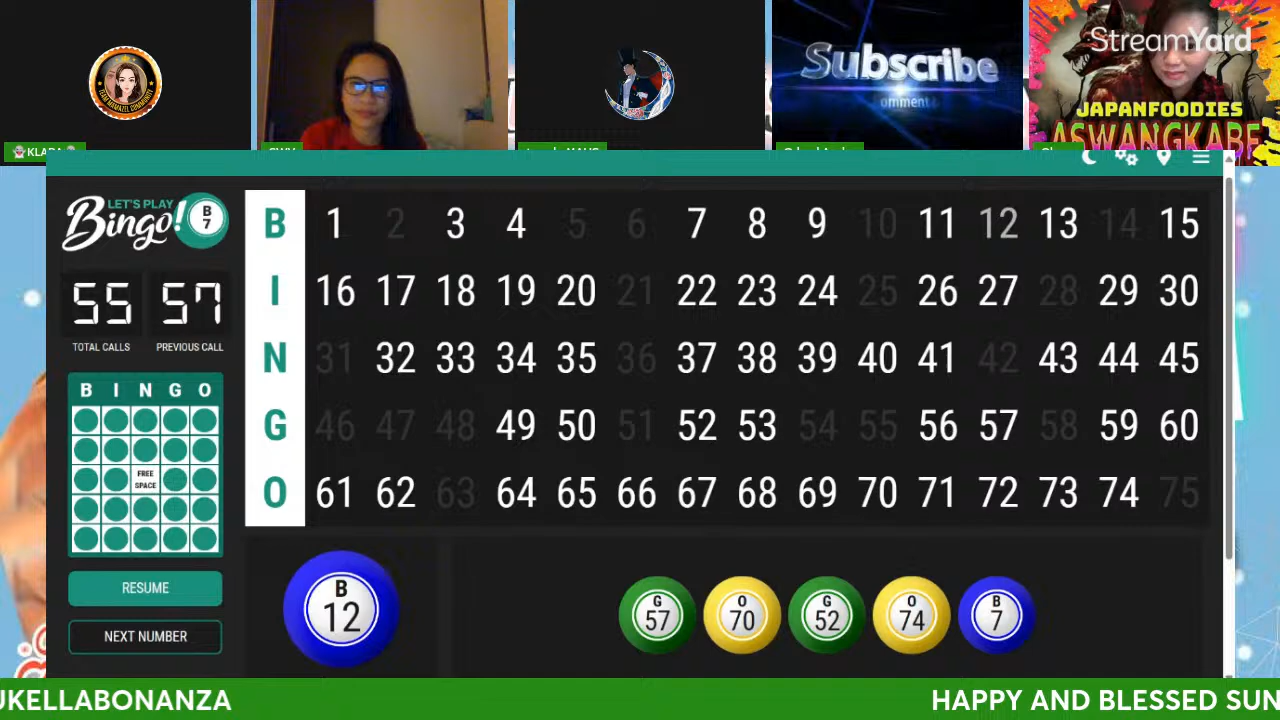 TEAM MEMAZEL COMMUNITY
Subscribe
omment
StreamYard
JAPANFOODIES
ASWANGKABE
LET'S PLAY
Bingo!
B
7
55 57
TOTAL CALLS PREVIOUS CALL
B I N G O
FREE
SPACE
RESUME
NEXT NUMBER
B 1 2 3 4 5 6 7 8 9 10 11 12 13 14 15
I 16 17 18 19 20 21 22 23 24 25 26 27 28 29 30
N 31 32 33 34 35 36 37 38 39 40 41 42 43 44 45
G 46 47 48 49 50 51 52 53 54 55 56 57 58 59 60
O 61 62 63 64 65 66 67 68 69 70 71 72 73 74 75
B
12
G
57
O
70
G
52
O
74
B
7
UKELLABONANZA
HAPPY AND BLESSED SUN